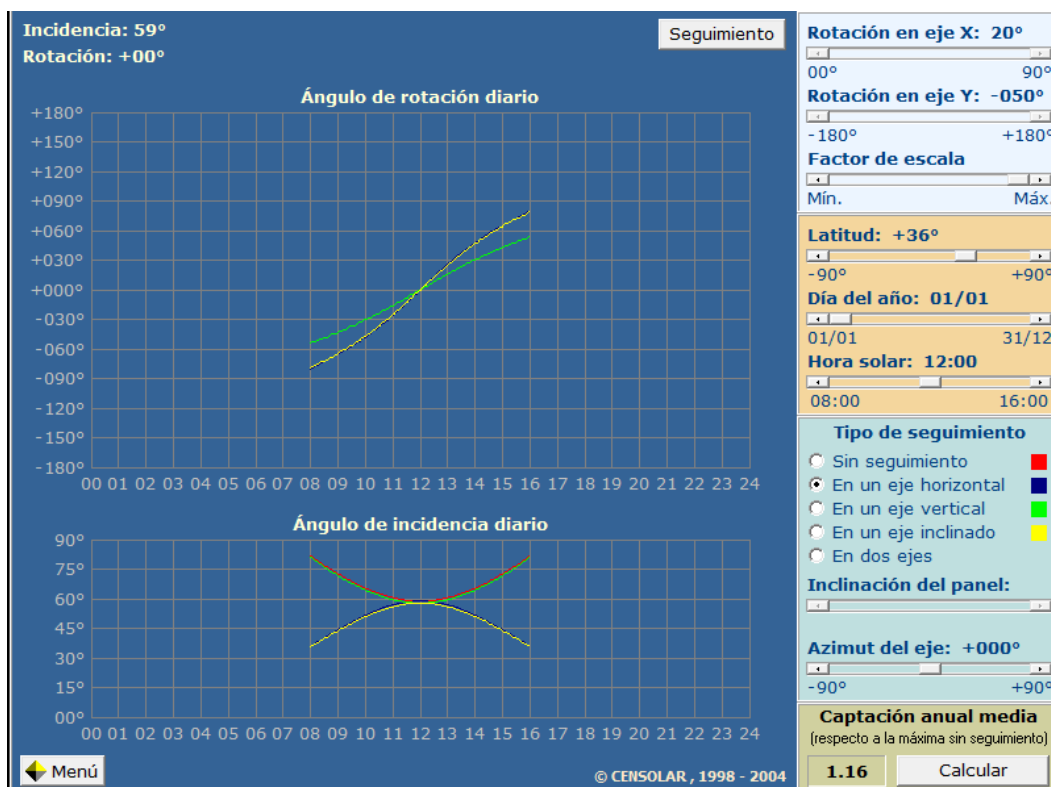 Incidencia: 59°
Rotación: +00°
Seguimiento
Ángulo de rotación diario
+180°
+150°
+120°
+090°
+060°
+030°
+000°
-030°
-060°
-090°
-120°
-150°
-180°
00 01 02 03 04 05 06 07 08 09 10 11 12 13 14 15 16 17 18 19 20 21 22 23 24
Ángulo de incidencia diario
90°
75°
60°
45°
30°
15°
00°
00 01 02 03 04 05 06 07 08 09 10 11 12 13 14 15 16 17 18 19 20 21 22 23 24
Menú
© CENSOLAR , 1998 - 2004
Rotación en eje X: 20°
00° 90°
Rotación en eje Y: -050°
-180° +180°
Factor de escala
Mín. Máx.
Latitud: +36°
-90° +90°
Día del año: 01/01
01/01 31/12
Hora solar: 12:00
08:00 16:00
Tipo de seguimiento
Sin seguimiento
En un eje horizontal
En un eje vertical
En un eje inclinado
En dos ejes
Inclinación del panel:
Azimut del eje: +000°
-90° +90°
Captación anual media
(respecto a la máxima sin seguimiento)
1.16 Calcular